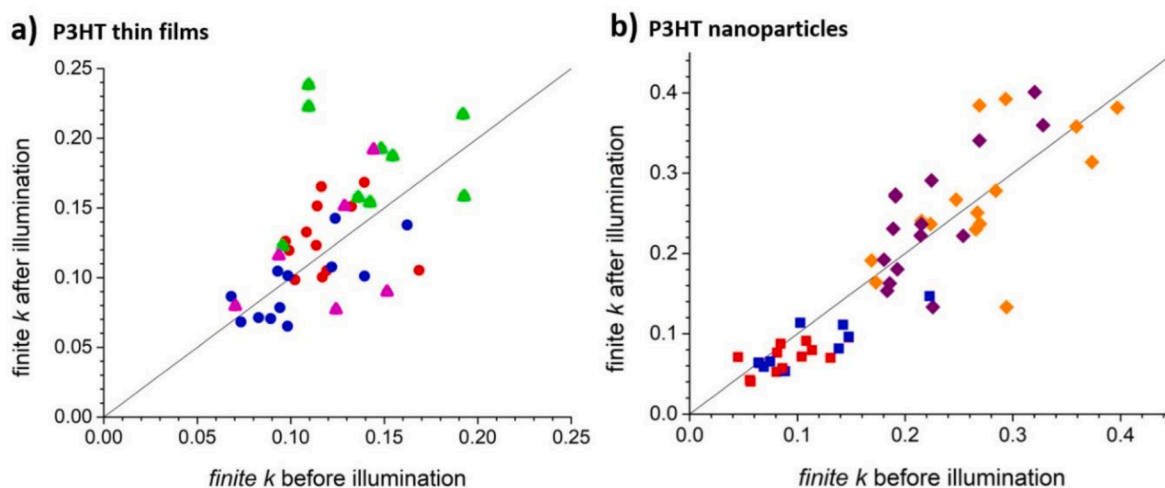 a) P3HT thin films
0.25
0.20
0.15
0.10
0.05
0.00
0.00 0.05 0.10 0.15 0.20 0.25
finite k after illumination
finite k before illumination
b) P3HT nanoparticles
0.4
0.3
0.2
0.1
0.0
0.0 0.1 0.2 0.3 0.4
finite k after illumination
finite k before illumination